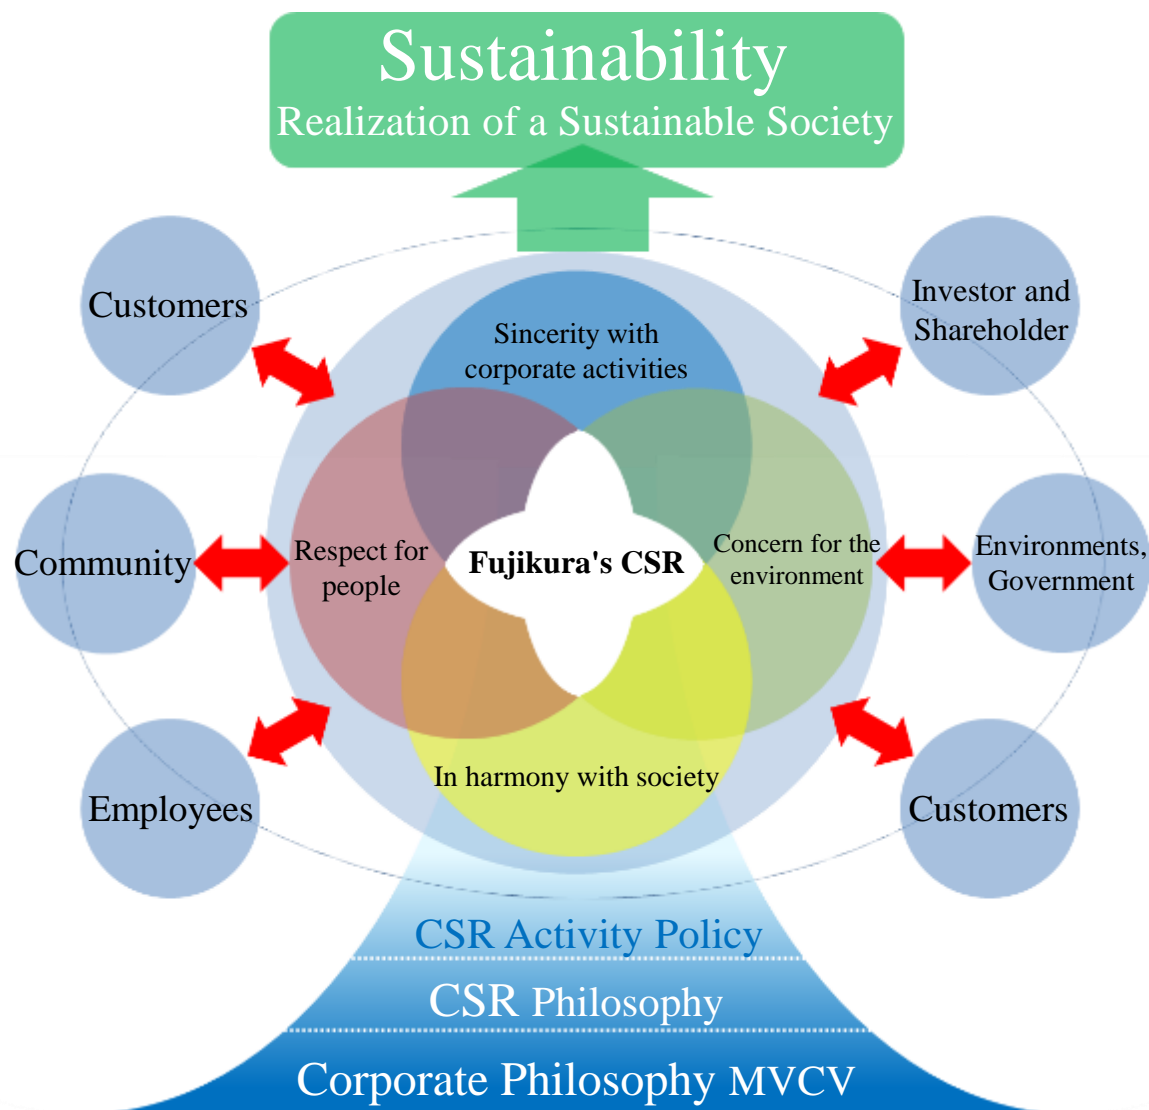 Sustainability
Realization of a Sustainable Society
Customers
Investor and
Shareholder
Sincerity with
corporate activities
Community
Respect for
people
Fujikura's CSR
Concern for the
environment
Environments,
Government
In harmony with society
Employees
Customers
CSR Activity Policy
CSR Philosophy
Corporate Philosophy MVCV